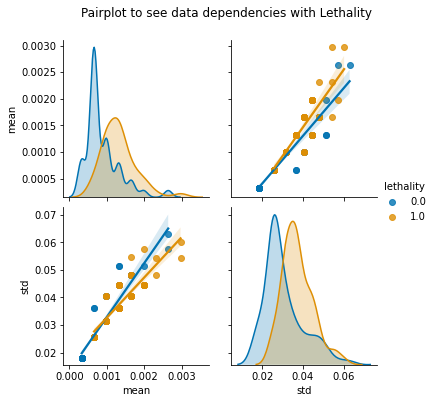 Pairplot to see data dependencies with Lethality
0.0030
0.0025
0.0020
0.0015
0.0010
0.0005
mean
lethality
0.0
1.0
0.07
0.06
0.05
0.04
0.03
0.02
std
0.000 0.001 0.002 0.003
mean
0.02 0.04 0.06
std